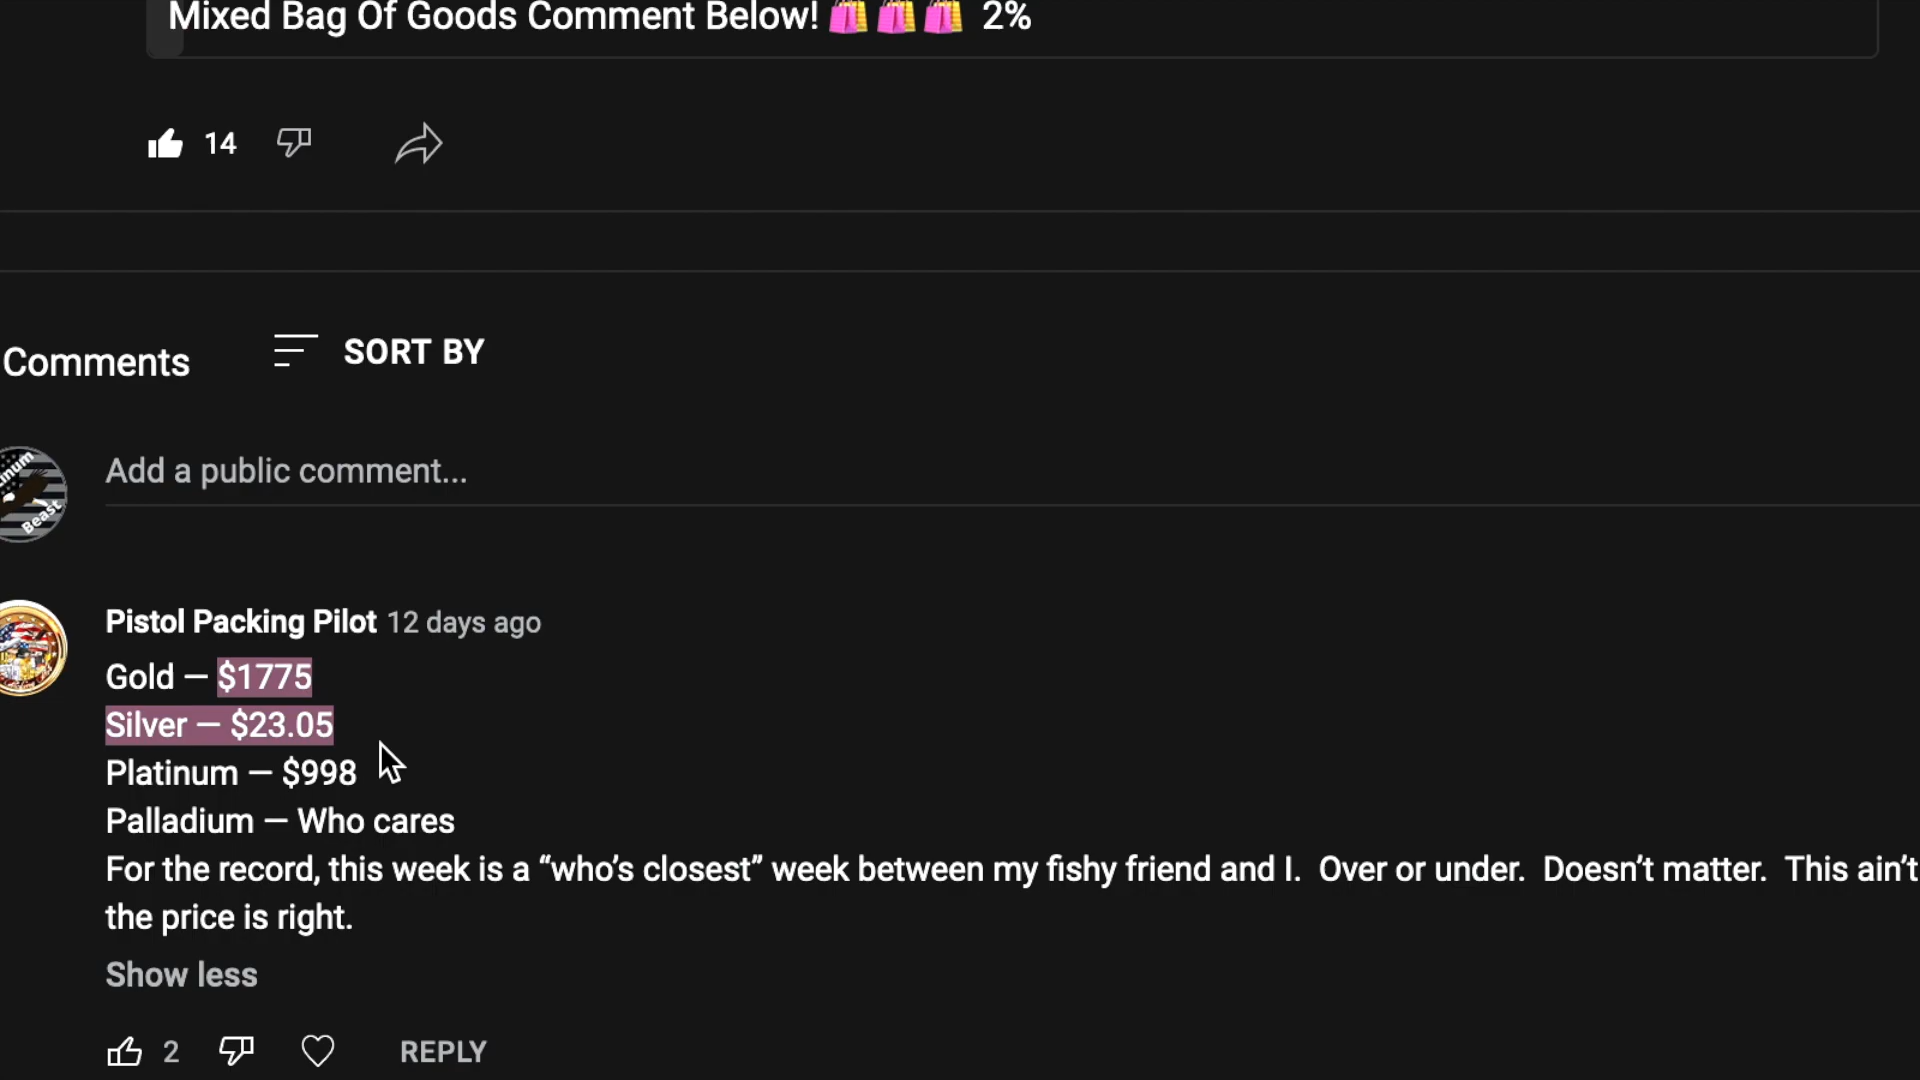 Mixed Bag Of Goods Comment Below!🛍️🛍️🛍️ 2%
14
Comments
SORT BY
Add a public comment...
Beast
Pistol Packing Pilot 12 days ago
Gold — $1775
Silver — $23.05
Platinum — $998
Palladium — Who cares
For the record, this week is a “who’s closest” week between my fishy friend and I.  Over or under.  Doesn’t matter.  This ain’t
the price is right.
Show less
2
REPLY